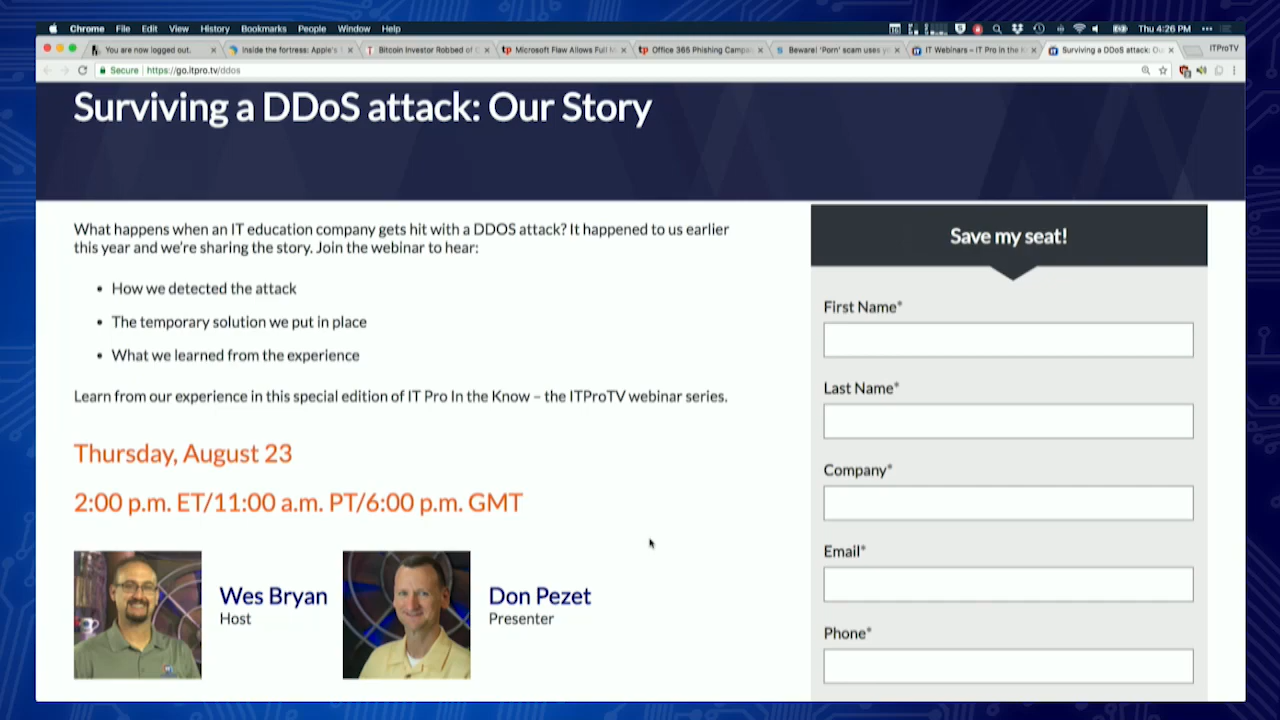 Chrome File Edit View History Bookmarks People Window Help Thu 4:26 PM
You are now logged out. Inside the fortress: Apple's Bitcoin Investor Robbed of Microsoft Flaw Allows Full Office 365 Phishing Beware! 'Porn' scam uses IT Webinars – IT Pro in the Surviving a DDoS attack: ITProTV
Secure https://go.itpro.tv/ddos
Surviving a DDoS attack: Our Story
What happens when an IT education company gets hit with a DDOS attack? It happened to us earlier
this year and we're sharing the story. Join the webinar to hear:
• How we detected the attack
• The temporary solution we put in place
• What we learned from the experience
Learn from our experience in this special edition of IT Pro In the Know – the ITProTV webinar series.
Thursday, August 23
2:00 p.m. ET/11:00 a.m. PT/6:00 p.m. GMT
Wes Bryan
Host
Don Pezet
Presenter
Save my seat!
First Name*
Last Name*
Company*
Email*
Phone*